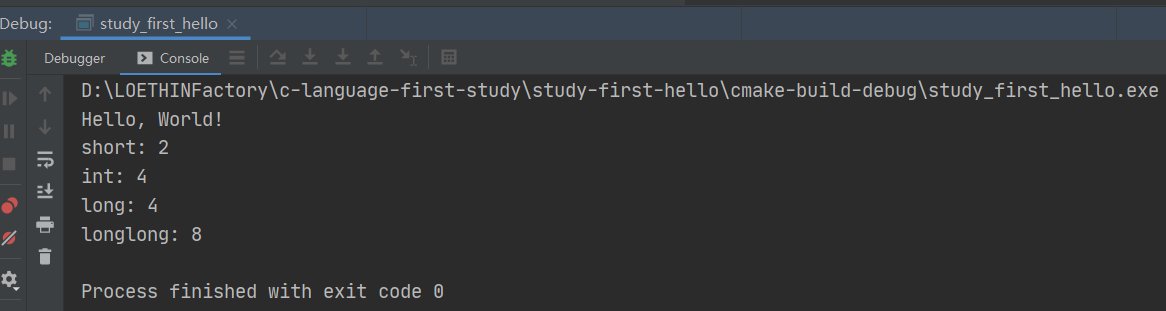 Debug: study_first_hello
Debugger Console
D:\LOETHINFactory\c-language-first-study\study-first-hello\cmake-build-debug\study_first_hello.exe
Hello, World!
short: 2
int: 4
long: 4
longlong: 8
Process finished with exit code 0